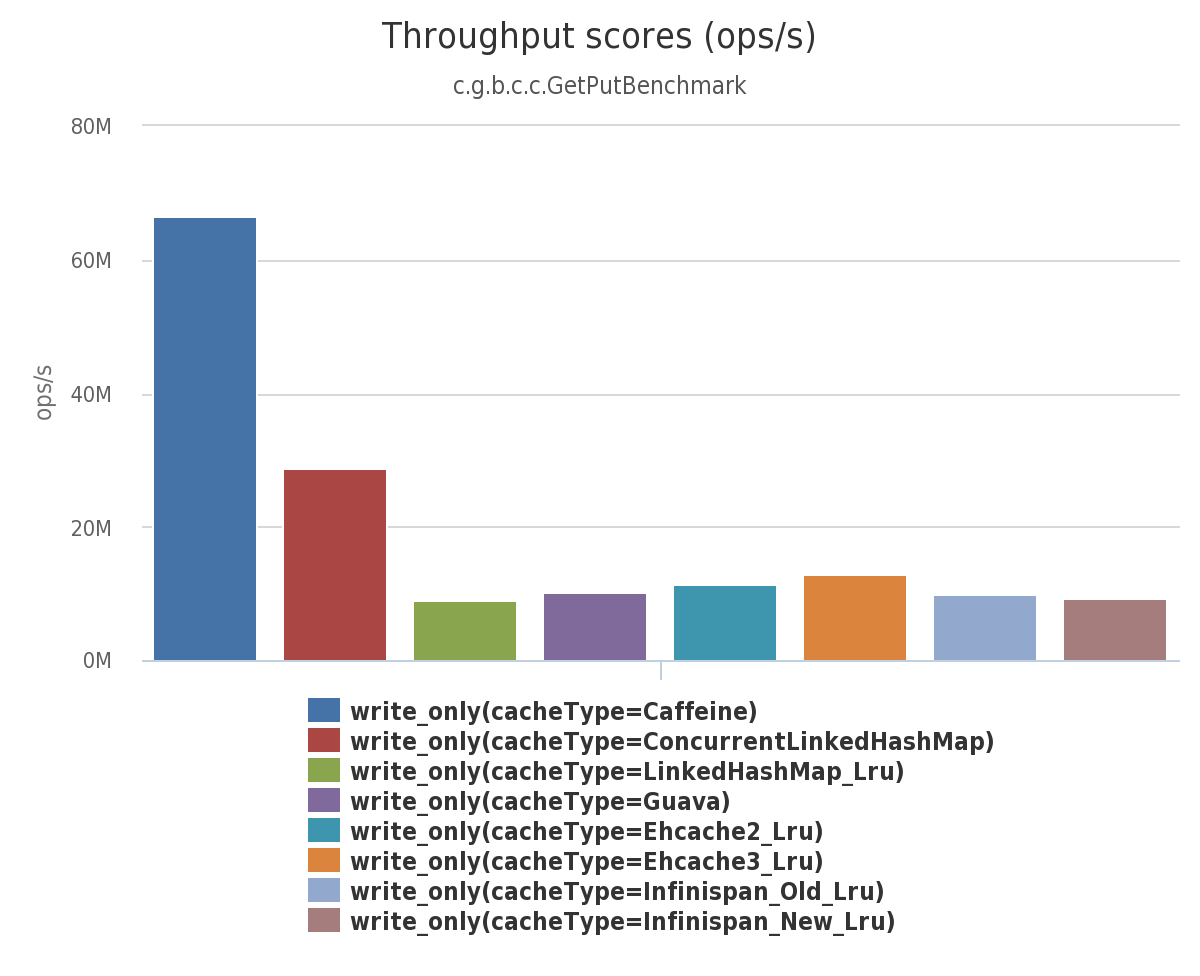 Throughput scores (ops/s)
c.g.b.c.c.GetPutBenchmark
80M
60M
40M
20M
0M
ops/s
write_only(cacheType=Caffeine)
write_only(cacheType=ConcurrentLinkedHashMap)
write_only(cacheType=LinkedHashMap_Lru)
write_only(cacheType=Guava)
write_only(cacheType=Ehcache2_Lru)
write_only(cacheType=Ehcache3_Lru)
write_only(cacheType=Infinispan_Old_Lru)
write_only(cacheType=Infinispan_New_Lru)